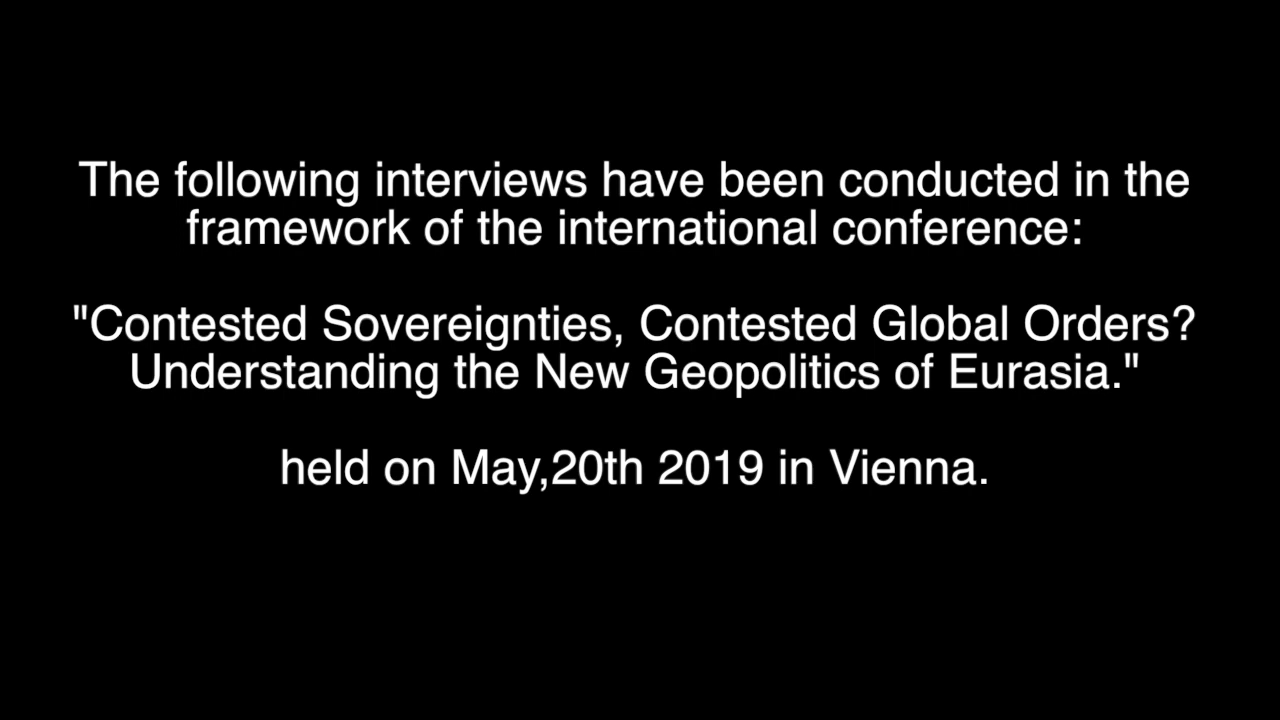 The following interviews have been conducted in the
framework of the international conference:
"Contested Sovereignties, Contested Global Orders?
Understanding the New Geopolitics of Eurasia."
held on May,20th 2019 in Vienna.